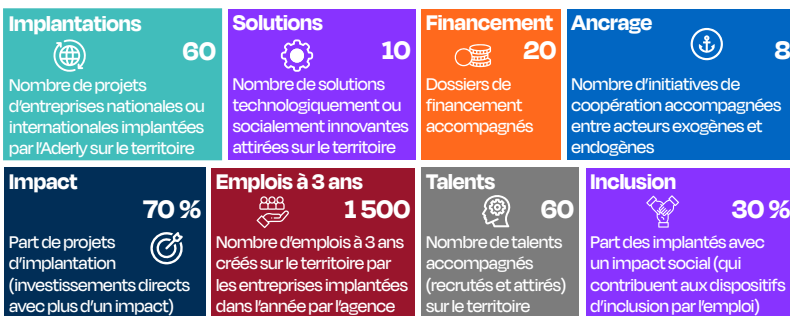 Implantations
60
Nombre de projets
d'entreprises nationales ou
internationales implantées
par l'Aderly sur le territoire
Solutions
10
Nombre de solutions
technologiquement ou
socialement innovantes
attirées sur le territoire
Financement
20
Dossiers de
financement
accompagnés
Ancrage
8
Nombre d'initiatives de
coopération accompagnées
entre acteurs exogènes et
endogènes
Impact
70 %
Part de projets
d'implantation
(investissements directs
avec plus d'un impact)
Emplois à 3 ans
1 500
Nombre d'emplois à 3 ans
créés sur le territoire par
les entreprises implantées
dans l'année par l'agence
Talents
60
Nombre de talents
accompagnés
(recrutés et attirés)
sur le territoire
Inclusion
30 %
Part des implantés avec
un impact social (qui
contribuent aux dispositifs
d'inclusion par l'emploi)